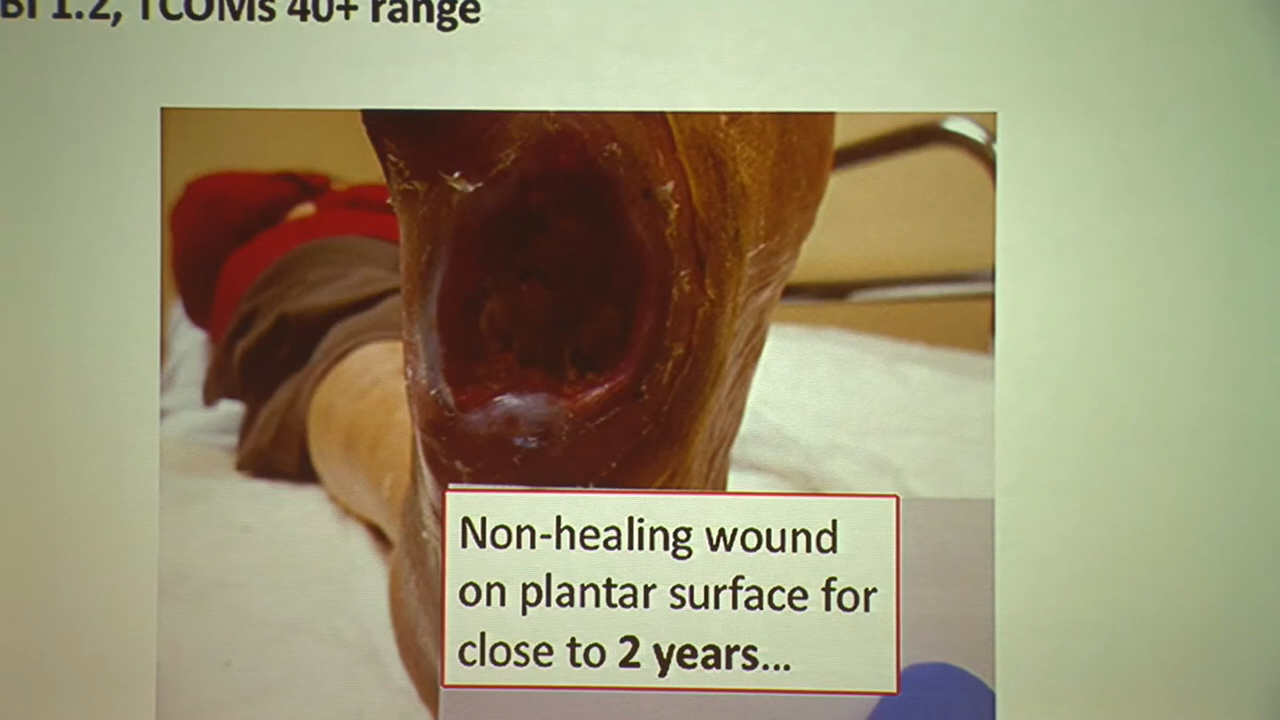 BI 1.2, TCOMs 40+ range
Non-healing wound
on plantar surface for
close to 2 years...